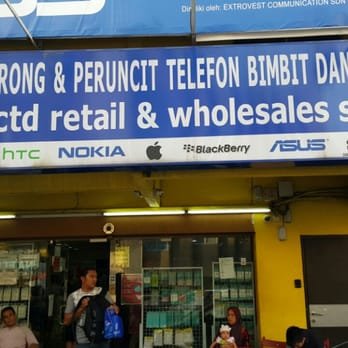 Dimiliki oleh: EXTROVEST COMMUNICATION SDN
RONG & PERUNCIT TELEFON BIMBIT DAN
ctd retail & wholesales s
hTC NOKIA BlackBerry ASUS